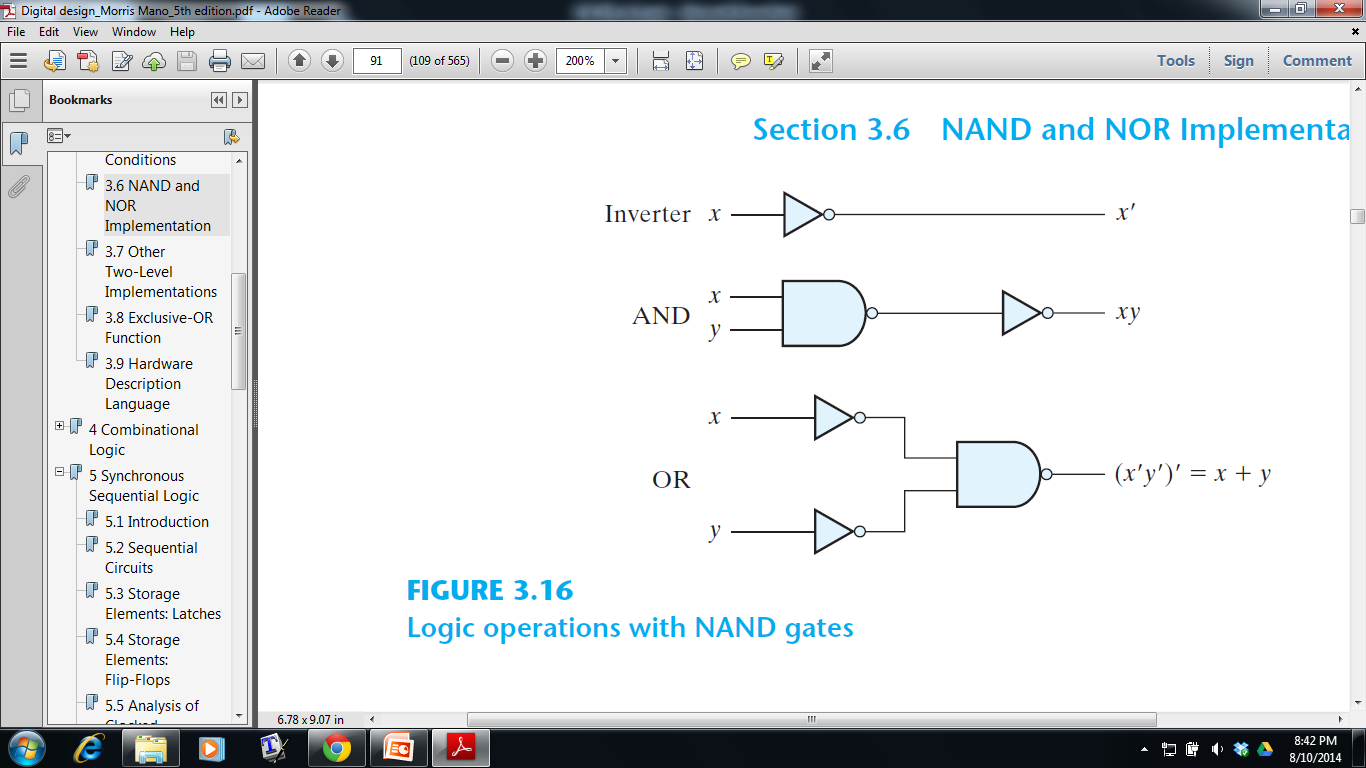 Digital design_Morris Mano_5th edition.pdf - Adobe Reader
File Edit View Window Help
91 (109 of 565) 200% Tools Sign Comment
Bookmarks
Conditions
3.6 NAND and
NOR
Implementation
3.7 Other
Two-Level
Implementations
3.8 Exclusive-OR
Function
3.9 Hardware
Description
Language
4 Combinational
Logic
5 Synchronous
Sequential Logic
5.1 Introduction
5.2 Sequential
Circuits
5.3 Storage
Elements: Latches
5.4 Storage
Elements:
Flip-Flops
5.5 Analysis of
Section 3.6 NAND and NOR Implementa
Inverter x x′
x
AND xy
y
x
OR (x′y′)′ = x + y
y
FIGURE 3.16
Logic operations with NAND gates
6.78 x 9.07 in
8:42 PM
8/10/2014